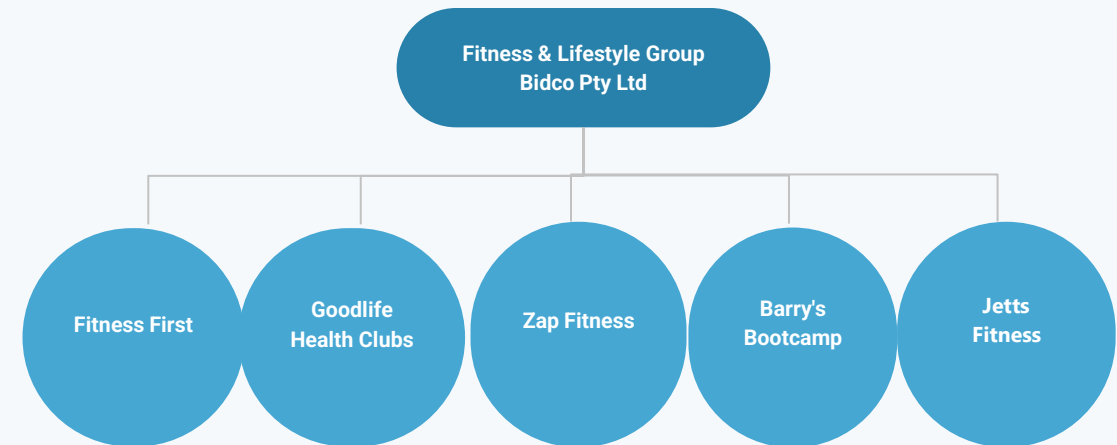 Fitness & Lifestyle Group
Bidco Pty Ltd
Fitness First
Goodlife
Health Clubs
Zap Fitness
Barry's
Bootcamp
Jetts
Fitness